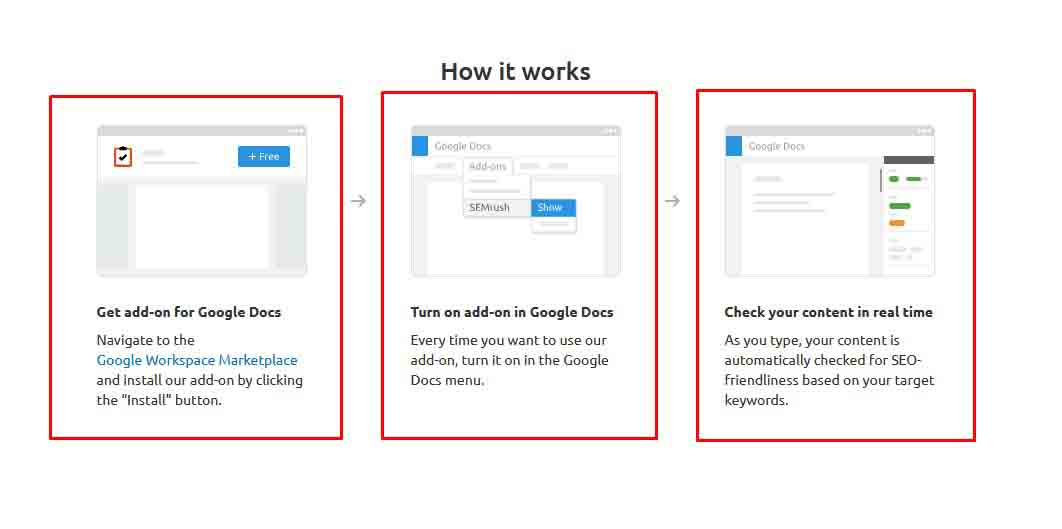 How it works
+ Free
Google Docs
Add-ons
SEMrush
Show
Google Docs
Get add-on for Google Docs
Navigate to the
Google Workspace Marketplace
and install our add-on by clicking
the “Install” button.
Turn on add-on in Google Docs
Every time you want to use our
add-on, turn it on in the Google
Docs menu.
Check your content in real time
As you type, your content is
automatically checked for SEO-
friendliness based on your target
keywords.